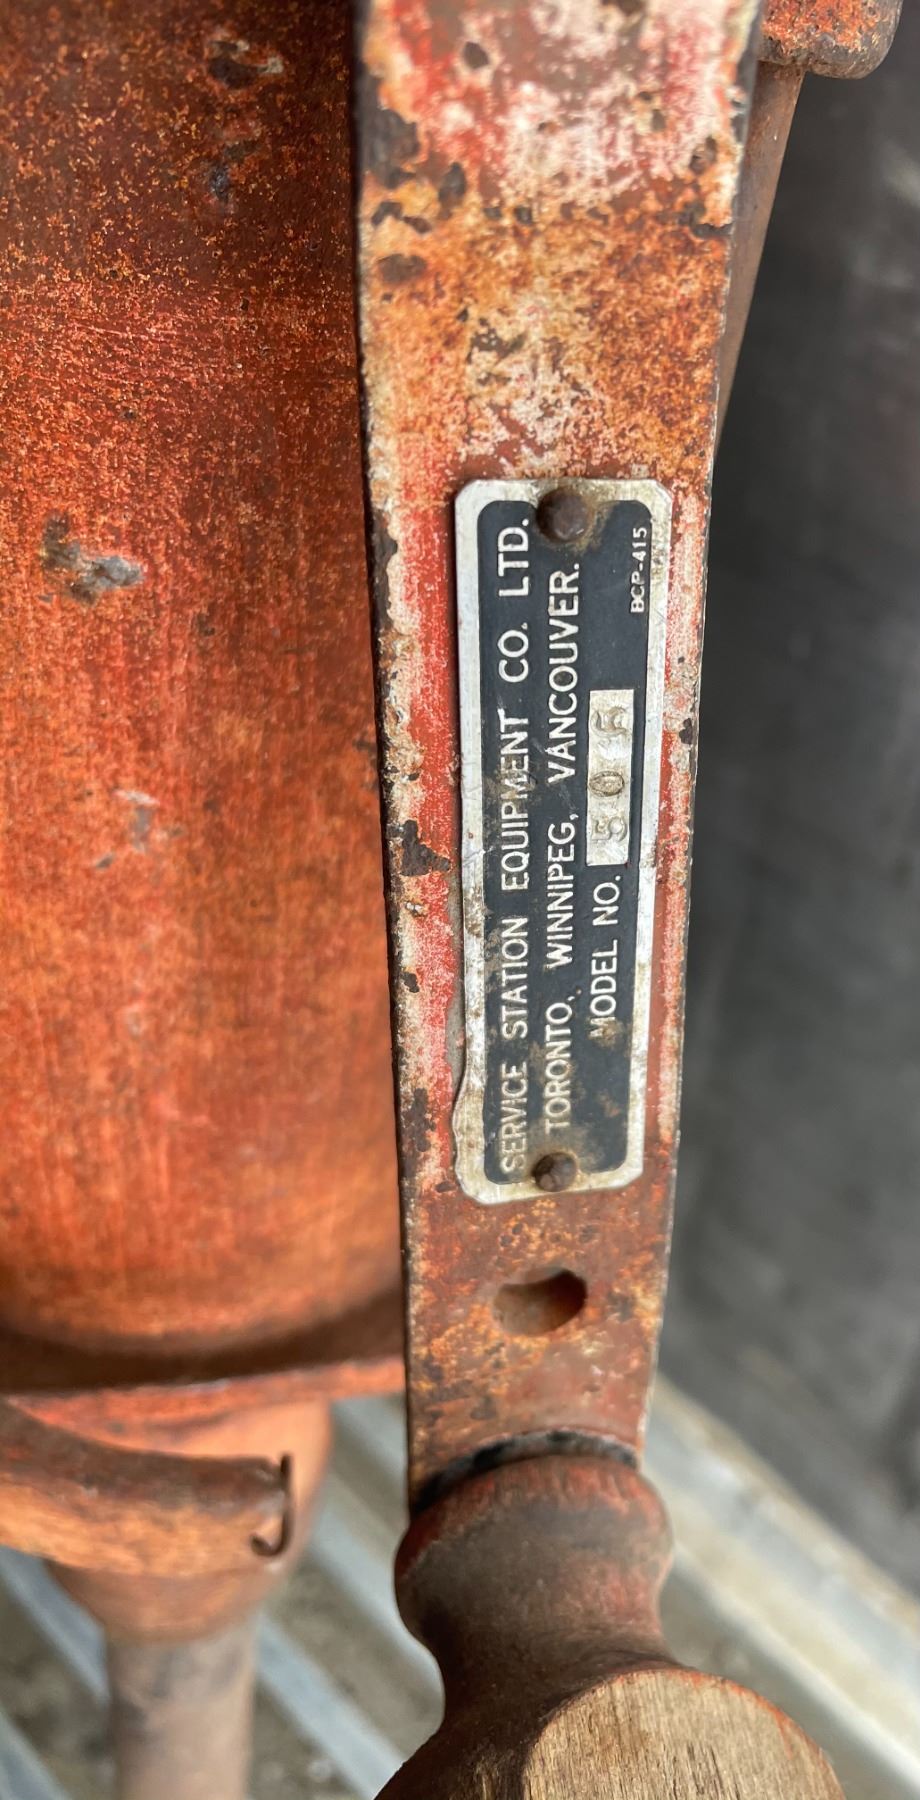 SERVICE STATION EQUIPMENT CO. LTD.
TORONTO, WINNIPEG, VANCOUVER.
MODEL NO. 505
BCP-415